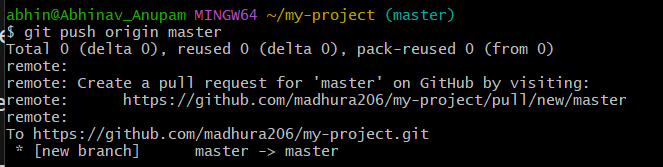 abhin@Abhinav_Anupam MINGW64 ~/my-project (master)
$ git push origin master
Total 0 (delta 0), reused 0 (delta 0), pack-reused 0 (from 0)
remote:
remote: Create a pull request for 'master' on GitHub by visiting:
remote:      https://github.com/madhura206/my-project/pull/new/master
remote:
To https://github.com/madhura206/my-project.git
 * [new branch]      master -> master